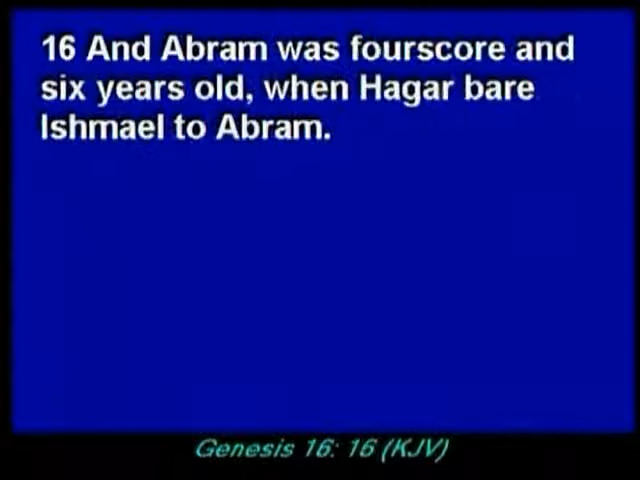 16 And Abram was fourscore and
six years old, when Hagar bare
Ishmael to Abram.
Genesis 16: 16 (KJV)